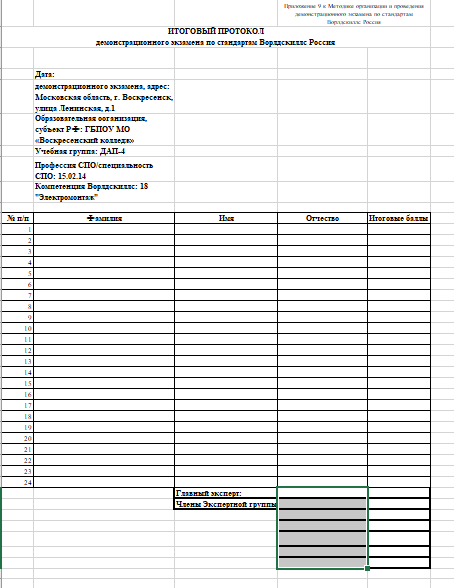 Приложение 9 к Методике организации и проведения
демонстрационного экзамена по стандартам
Ворлдскиллс Россия
ИТОГОВЫЙ ПРОТОКОЛ
демонстрационного экзамена по стандартам Ворлдскиллс Россия
Дата:
демонстрационного экзамена, адрес:
Московская область, г. Воскресенск,
улица Ленинская, д.1
Образовательная организация,
субъект РФ: ГБПОУ МО
«Воскресенский колледж»
Учебная группа: ДАП-4
Профессия СПО/специальность
СПО: 15.02.14
Компетенция Ворлдскиллс: 18
"Электромонтаж"
№ п/п Фамилия Имя Отчество Итоговые баллы
1
2
3
4
5
6
7
8
9
10
11
12
13
14
15
16
17
18
19
20
21
22
23
24
Главный эксперт:
Члены Экспертной группы